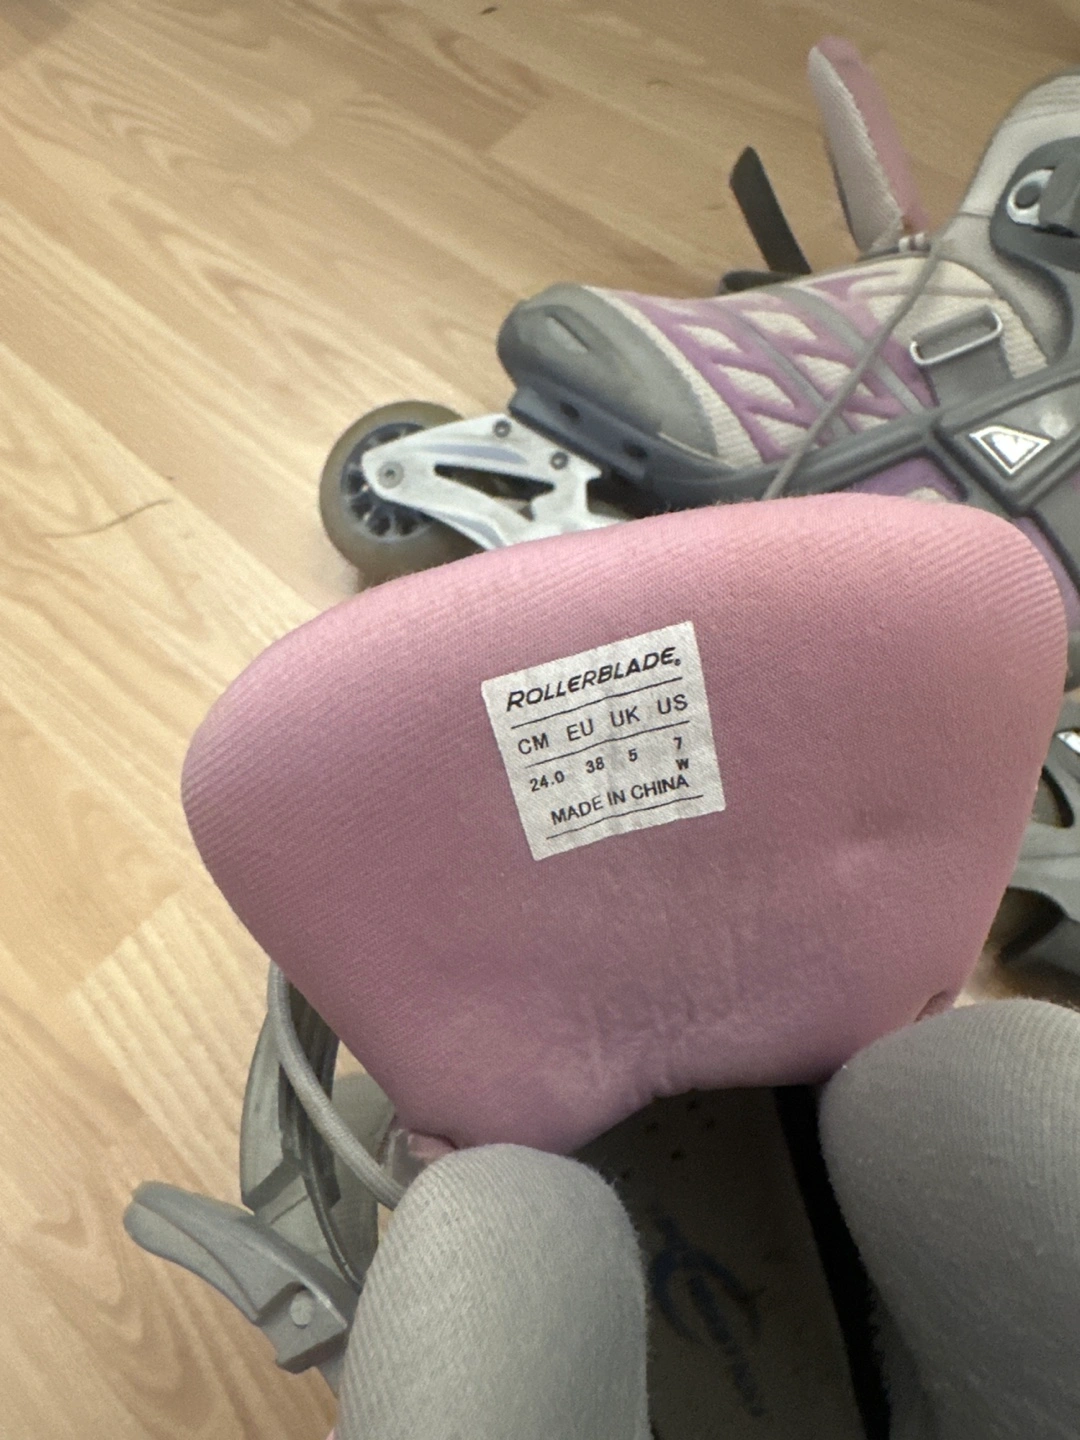 ROLLERBLADE®
CM EU UK US
24.0 38 5 7
W
MADE IN CHINA